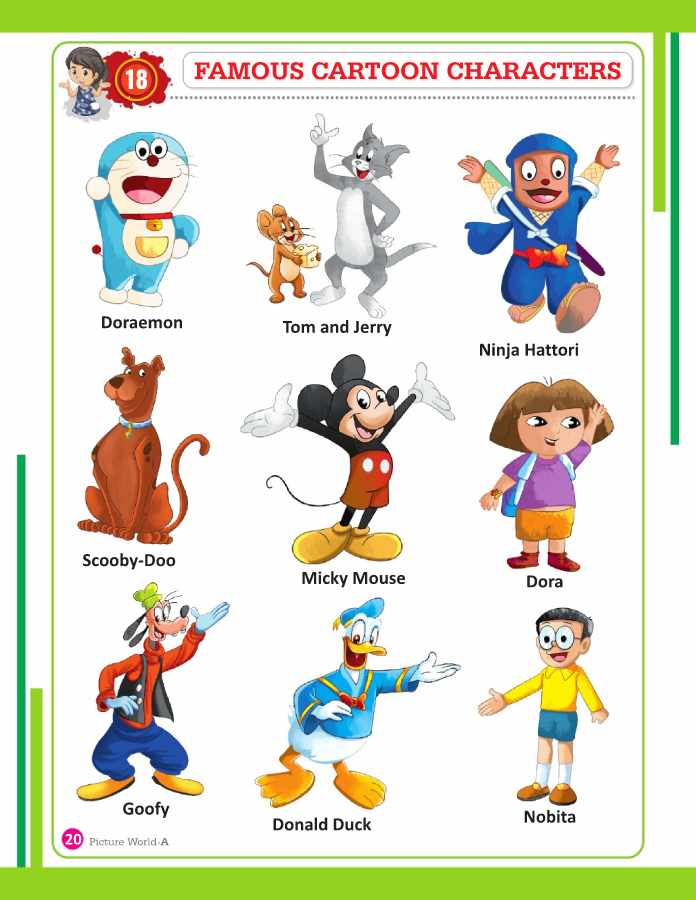 18
FAMOUS CARTOON CHARACTERS
Doraemon
Tom and Jerry
Ninja Hattori
Scooby-Doo
Micky Mouse
Dora
Goofy
Donald Duck
Nobita
20 Picture World-A